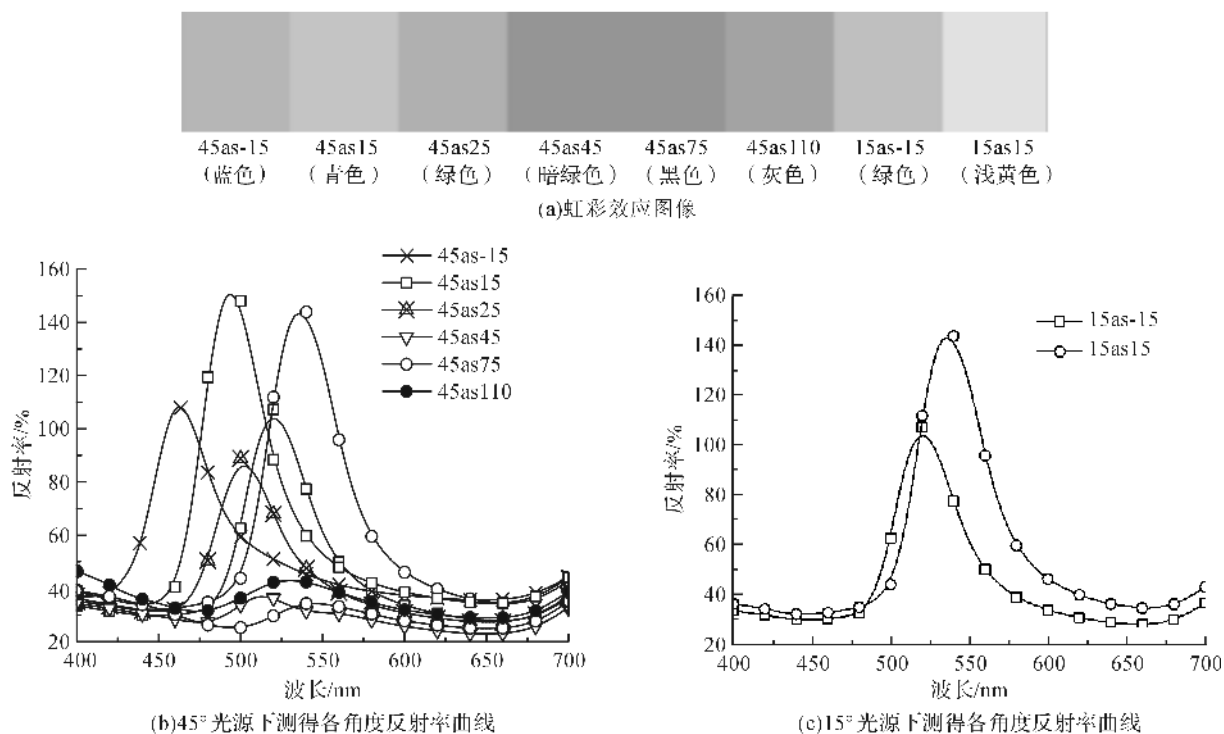 45as-15 45as15 45as25 45as45 45as75 45as110 15as-15 15as15
(蓝色) (青色) (绿色) (暗绿色) (黑色) (灰色) (绿色) (浅黄色)
(a)虹彩效应图像
45as-15
45as15
45as25
45as45
45as75
45as110
160
140
120
100
80
60
40
20
反射率/%
400 450 500 550 600 650 700
波长/nm
(b)45°光源下测得各角度反射率曲线
15as-15
15as15
160
140
120
100
80
60
40
20
反射率/%
400 450 500 550 600 650 700
波长/nm
(c)15°光源下测得各角度反射率曲线